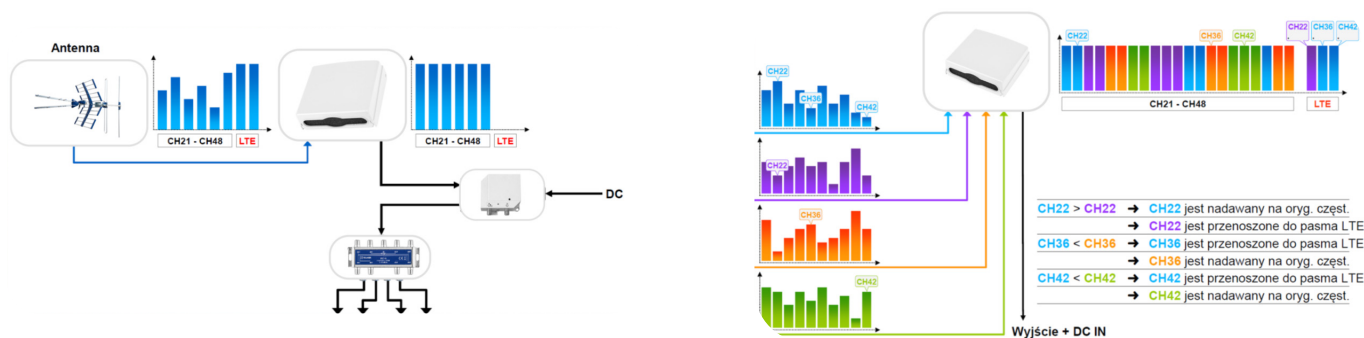 Antenna
CH21 - CH48
LTE
CH21 - CH48
LTE
DC
CH22
CH36
CH42
CH22
CH36
CH42
CH22
CH36
CH42
CH22
CH36
CH42
CH21 - CH48
LTE
CH22 > CH22 → CH22 jest nadawany na oryg. częst.
→ CH22 jest przenoszone do pasma LTE
CH36 < CH36 → CH36 jest przenoszone do pasma LTE
→ CH36 jest nadawany na oryg. częst.
CH42 < CH42 → CH42 jest przenoszone do pasma LTE
→ CH42 jest nadawany na oryg. częst.
Wyjście + DC IN